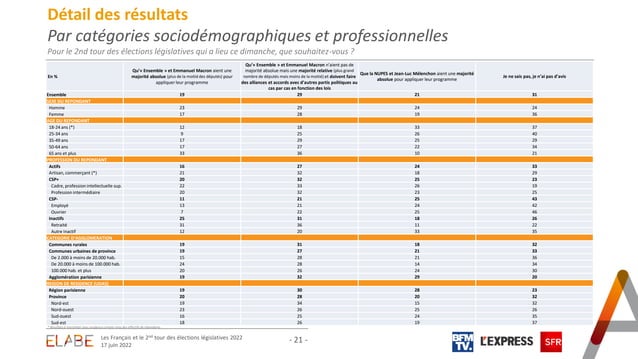 Détail des résultats
Par catégories sociodémographiques et professionnelles
Pour le 2nd tour des élections législatives qui a lieu ce dimanche, que souhaitez-vous ?
En %
Qu'« Ensemble » et Emmanuel Macron aient une majorité absolue (plus de la moitié des députés) pour appliquer leur programme
Qu'« Ensemble » et Emmanuel Macron n'aient pas de majorité absolue mais une majorité relative (plus grand nombre de députés mais moins de la moitié) et doivent faire des alliances et accords avec d'autres partis politiques au cas par cas en fonction des lois
Que la NUPES et Jean-Luc Mélenchon aient une majorité absolue pour appliquer leur programme
Je ne sais pas, je n'ai pas d'avis
Ensemble 19 29 21 31
SEXE DU REPONDANT
Homme 23 29 24 24
Femme 17 28 19 36
AGE DU REPONDANT
18-24 ans (*) 12 18 33 37
25-34 ans 9 25 26 40
35-49 ans 17 29 25 29
50-64 ans 17 27 22 34
65 ans et plus 33 36 10 21
PROFESSION DU REPONDANT
Actifs 16 27 24 33
Artisan, commerçant (*) 21 32 18 29
CSP+ 20 32 25 23
Cadre, profession intellectuelle sup. 22 33 26 19
Profession intermédiaire 20 32 23 25
CSP- 11 21 25 43
Employé 13 21 24 42
Ouvrier 7 22 25 46
Inactifs 25 31 18 26
Retraité 31 36 11 22
Autre inactif 12 20 33 35
CATEGORIE D'AGGLOMERATION
Communes rurales 19 31 18 32
Communes urbaines de province 19 27 21 33
De 2.000 à moins de 20.000 hab. 15 28 21 36
De 20.000 à moins de 100.000 hab. 24 28 14 34
100.000 hab. et plus 20 26 24 30
Agglomération parisienne 19 32 29 20
REGION DE RESIDENCE (UDA5)
Région parisienne 19 30 28 23
Province 20 28 20 32
Nord-est 19 34 15 32
Nord-ouest 23 25 26 26
Sud-ouest 16 25 24 35
Sud-est 18 26 19 37
ELABE
Les Français et le 2nd tour des élections législatives 2022
17 juin 2022
- 21 -
BFM TV.
L'EXPRESS
SFR